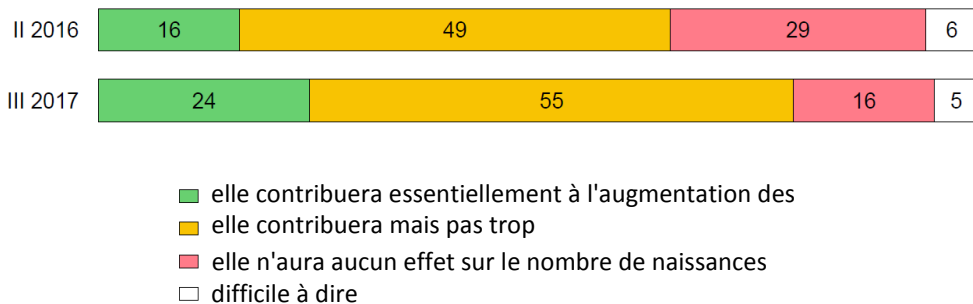 II 2016 16 49 29 6
III 2017 24 55 16 5
elle contribuera essentiellement à l'augmentation des
elle contribuera mais pas trop
elle n'aura aucun effet sur le nombre de naissances
difficile à dire